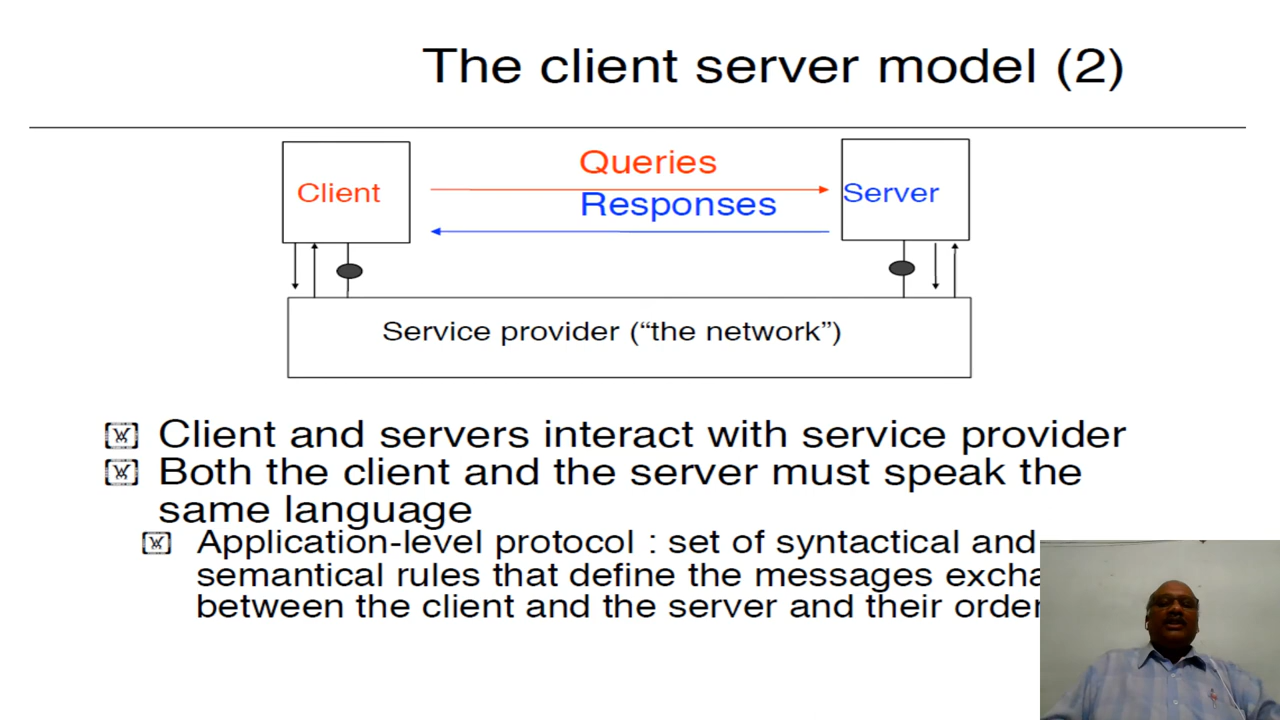 The client server model (2)
Queries
Client
Server
Responses
Service provider (“the network”)
Client and servers interact with service provider
Both the client and the server must speak the
same language
Application-level protocol : set of syntactical and
semantical rules that define the messages
between the client and the server and their order